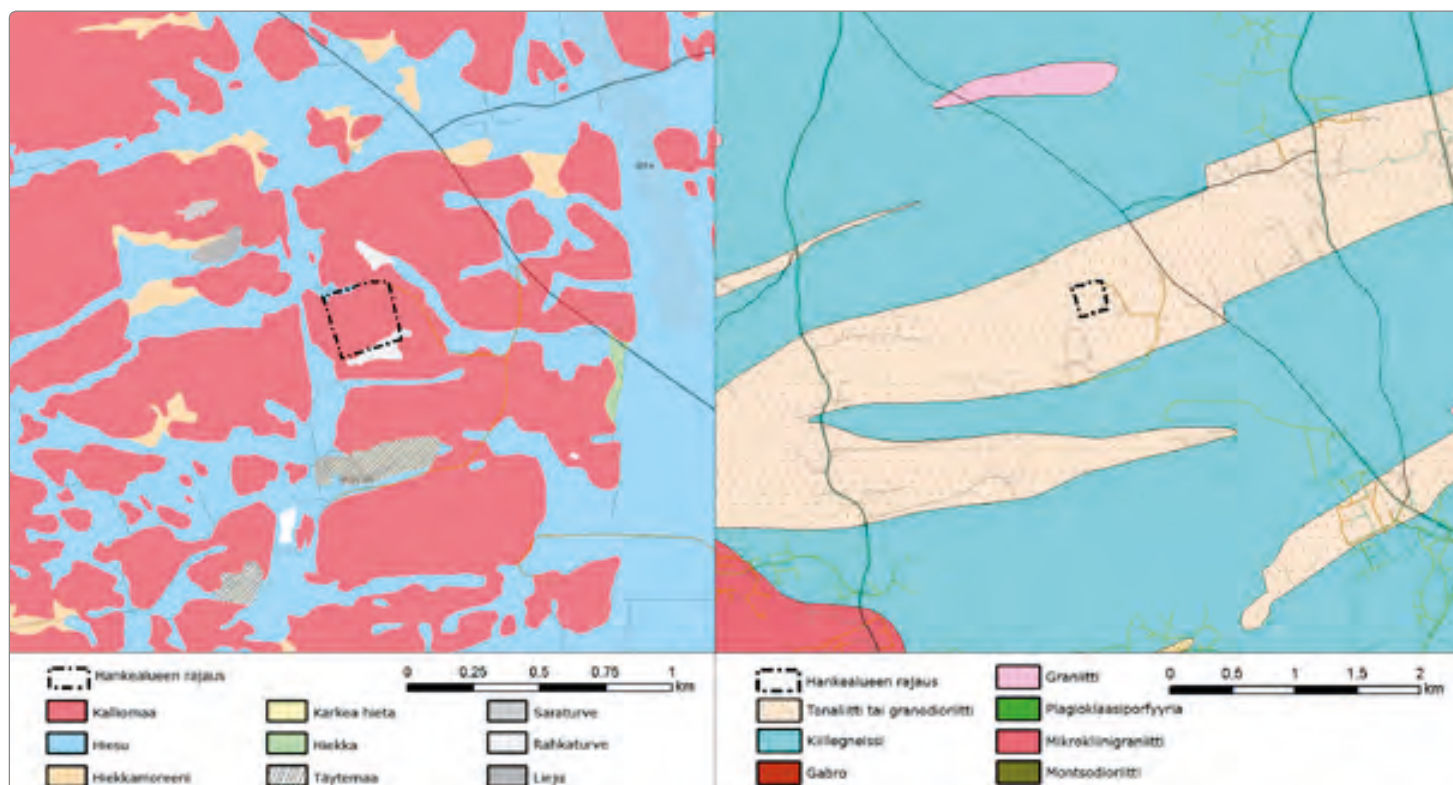 Hankealueen rajaus
0 0.25 0.5 0.75 1
km
Kalliomaa
Karkea hieta
Saraturve
Hiesu
Hiekka
Rahkaturve
Hiekkamoreeni
Täytemaa
Lieju
Hankealueen rajaus
Graniitti
0 0,5 1 1,5 2
km
Tonaliitti tai granodioriitti
Plagioklaasiporfyyria
Kiillegneissi
Mikrokliinigraniitti
Gabro
Montsodioriitti